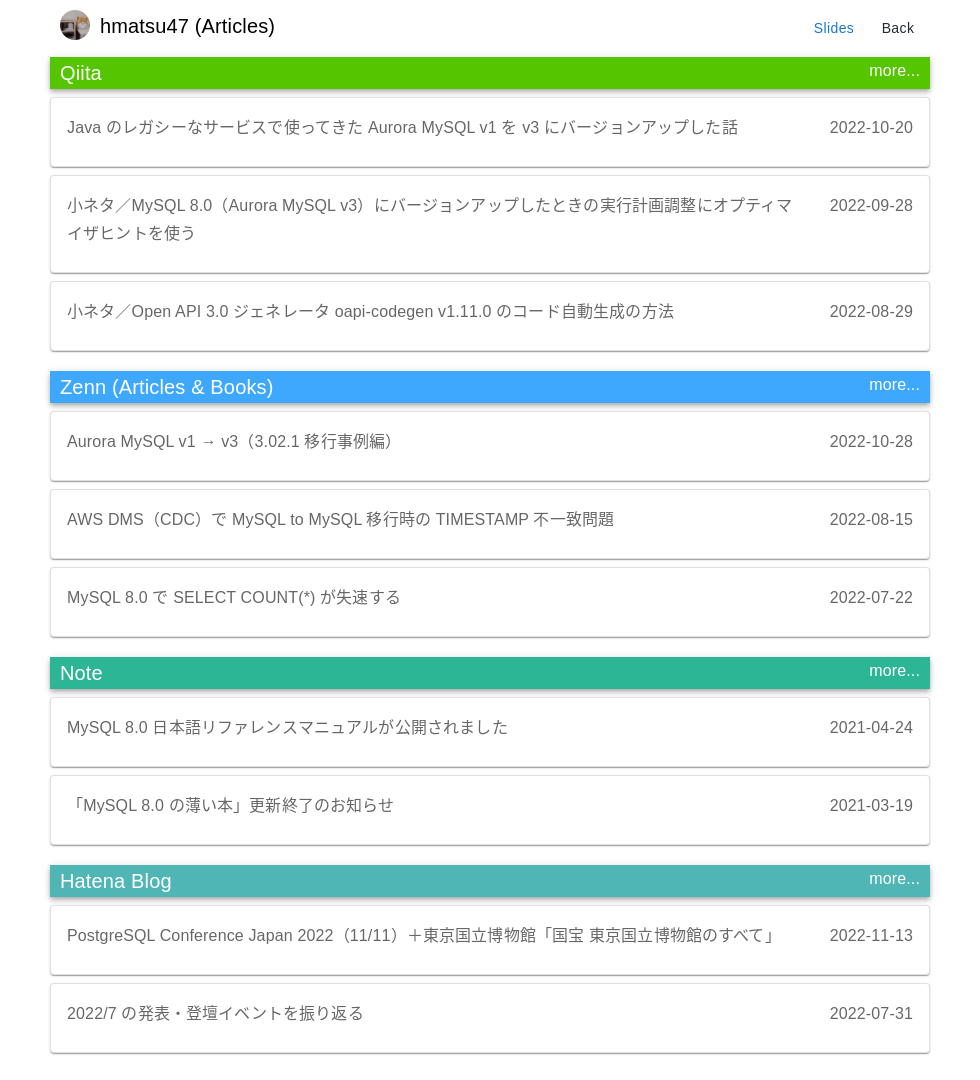 hmatsu47 (Articles)
Slides Back
Qiita more...
Java のレガシーなサービスで使ってきた Aurora MySQL v1 を v3 にバージョンアップした話 2022-10-20
小ネタ／MySQL 8.0（Aurora MySQL v3）にバージョンアップしたときの実行計画調整にオプティマ 2022-09-28
イザヒントを使う
小ネタ／Open API 3.0 ジェネレータ oapi-codegen v1.11.0 のコード自動生成の方法 2022-08-29
Zenn (Articles & Books) more...
Aurora MySQL v1 → v3（3.02.1 移行事例編） 2022-10-28
AWS DMS（CDC）で MySQL to MySQL 移行時の TIMESTAMP 不一致問題 2022-08-15
MySQL 8.0 で SELECT COUNT(*) が失速する 2022-07-22
Note more...
MySQL 8.0 日本語リファレンスマニュアルが公開されました 2021-04-24
「MySQL 8.0 の薄い本」更新終了のお知らせ 2021-03-19
Hatena Blog more...
PostgreSQL Conference Japan 2022（11/11）＋東京国立博物館「国宝 東京国立博物館のすべて」 2022-11-13
2022/7 の発表・登壇イベントを振り返る 2022-07-31